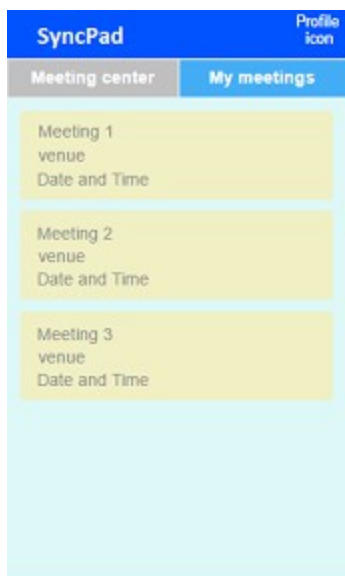 SyncPad
Profile
icon
Meeting center
My meetings
Meeting 1
venue
Date and Time
Meeting 2
venue
Date and Time
Meeting 3
venue
Date and Time